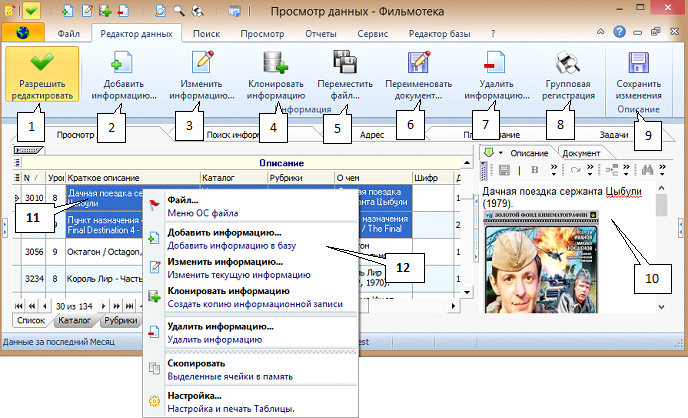 Просмотр данных - Фильмотека
Файл Редактор данных Поиск Просмотр Отчеты Сервис Редактор базы ?
Разрешить редактировать
Добавить информацию...
Изменить информацию...
Клонировать информацию
Переместить файл...
Переименовать документ...
Удалить информацию...
Групповая регистрация
Сохранить изменения
Описание
1 2 3 4 5 6 7 8 9
Просмотр Поиск Адрес Задачи
Описание
N / Уро Краткое описание Каталог Рубрики О чем Шифр Д
3010 8 Дачная поездка
Цыбули
Дачная поездка
сержанта Цыбули
Пункт назначения
Final Destination 4 -
назначения
/ The Final
3056 9 Октагон / Octagon,
3234 8 Король Лир - Часть
Король Лир
30 из 134
Список Каталог Рубрики
Данные за последний Месяц
Файл...
Меню ОС файла
Добавить информацию...
Добавить информацию в базу
Изменить информацию...
Изменить текущую информацию
Клонировать информацию
Создать копию информационной записи
Удалить информацию...
Удалить информацию
Скопировать
Выделенные ячейки в память
Настройка...
Настройка и печать Таблицы.
11
12
Описание Документ
B
Дачная поездка сержанта Цыбули
(1979).
ЗОЛОТОЙ ФОНД КИНЕМАТОГРАФИИ
10